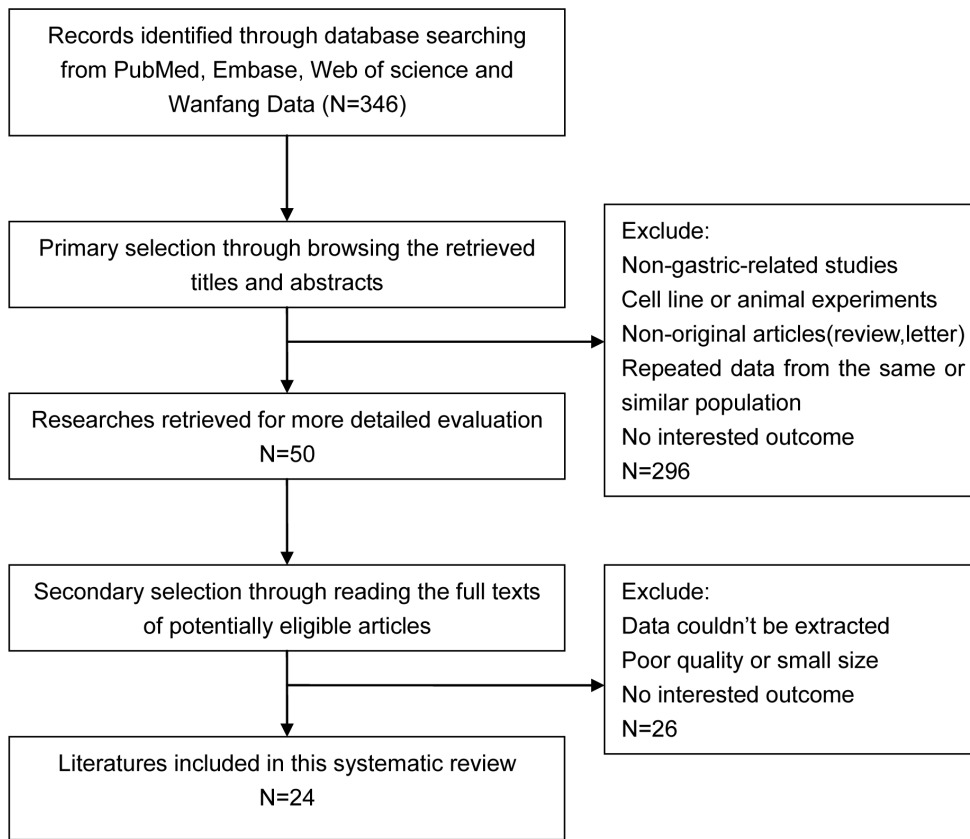 Records identified through database searching
from PubMed, Embase, Web of science and
Wanfang Data (N=346)
Primary selection through browsing the retrieved
titles and abstracts
Exclude:
Non-gastric-related studies
Cell line or animal experiments
Non-original articles(review,letter)
Repeated data from the same or
similar population
No interested outcome
N=296
Researches retrieved for more detailed evaluation
N=50
Secondary selection through reading the full texts
of potentially eligible articles
Exclude:
Data couldn’t be extracted
Poor quality or small size
No interested outcome
N=26
Literatures included in this systematic review
N=24